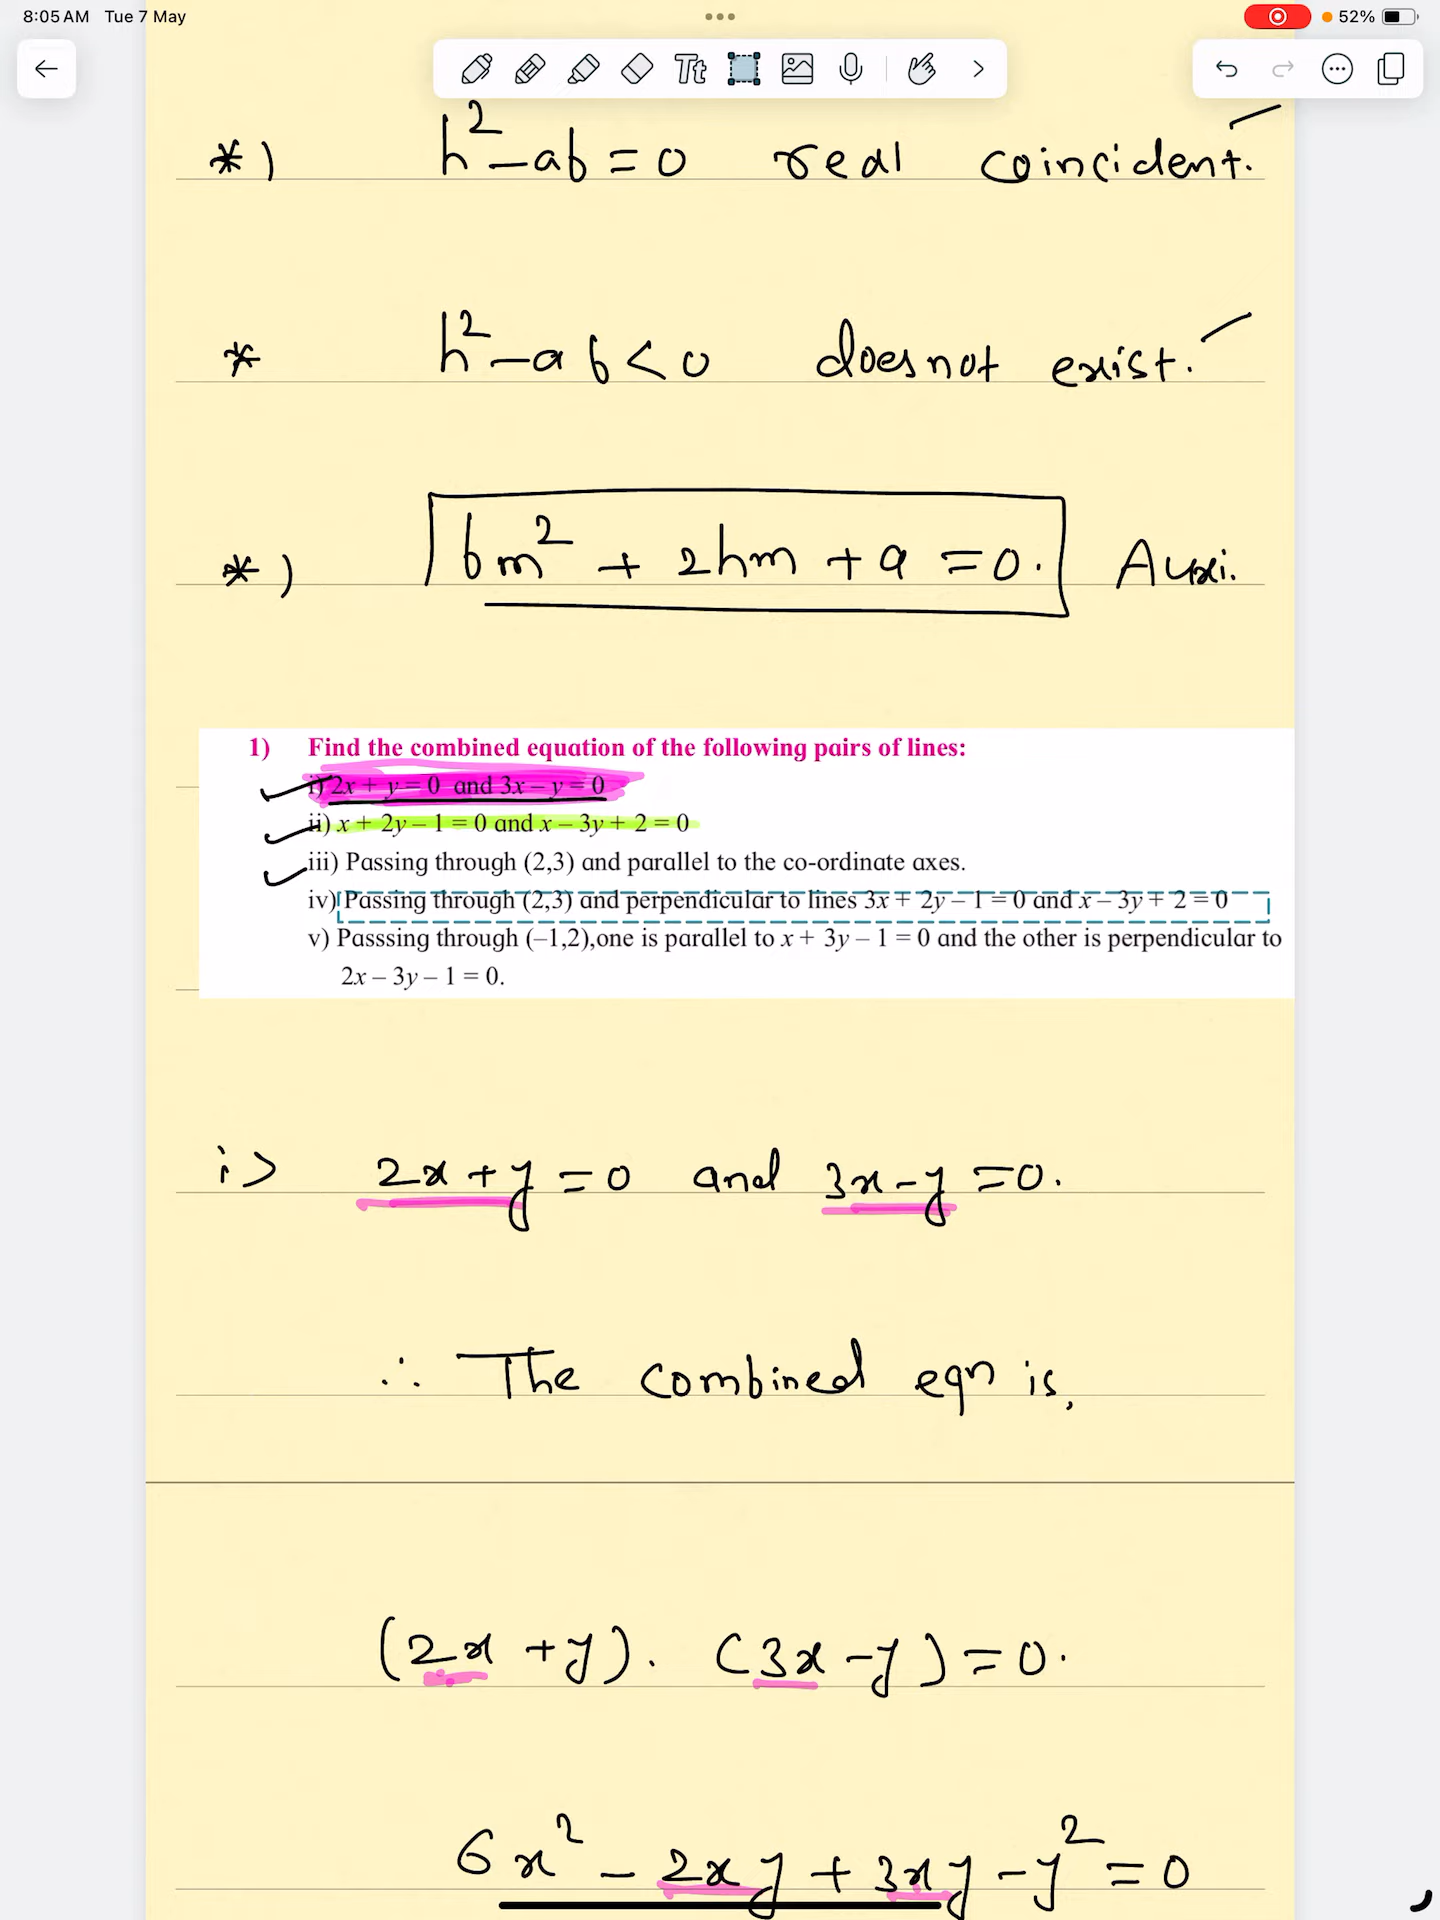 8:05 AM Tue 7 May
52%
Tt
*) h²-ab=0 real coincident.
* h²-ab<0 does not exist.
*) bm² + 2hm + a = 0. Auxi.
1) Find the combined equation of the following pairs of lines:
i) 2x + y = 0 and 3x – y = 0
ii) x + 2y – 1 = 0 and x – 3y + 2 = 0
iii) Passing through (2,3) and parallel to the co-ordinate axes.
iv) Passing through (2,3) and perpendicular to lines 3x + 2y – 1 = 0 and x – 3y + 2 = 0
v) Passsing through (–1,2),one is parallel to x + 3y – 1 = 0 and the other is perpendicular to
2x – 3y – 1 = 0.
i> 2x+y=0 and 3x-y=0.
∴ The combined eqn is,
(2x+y). (3x-y)=0.
6x² - 2xy + 3xy - y² = 0